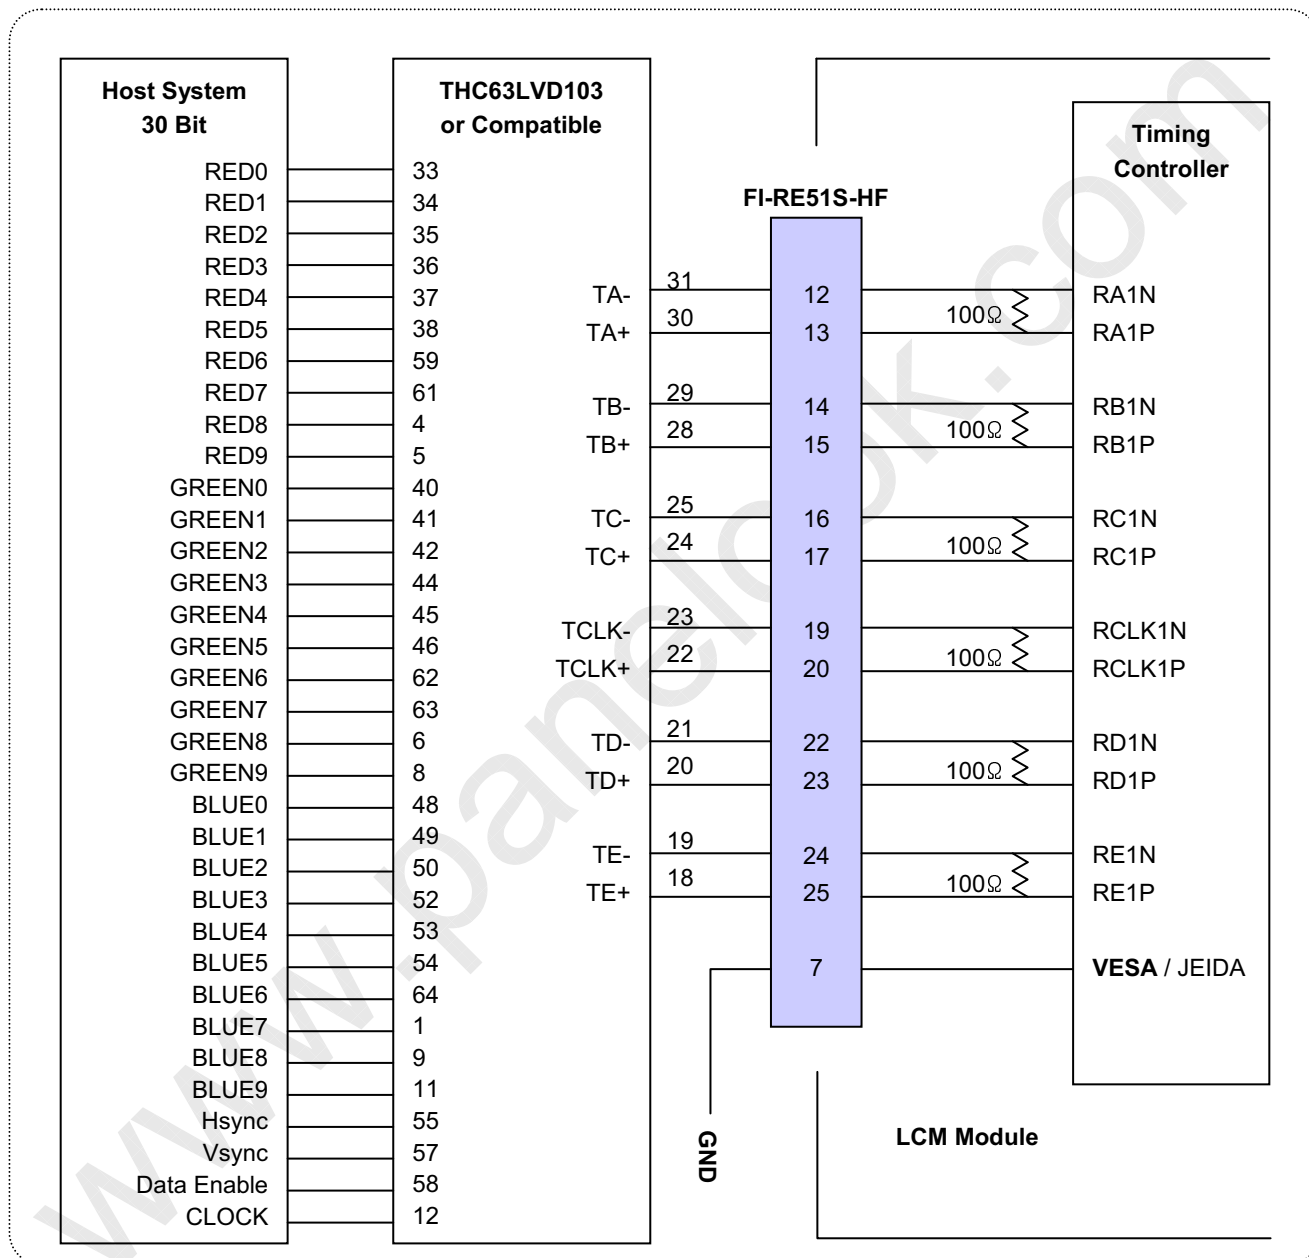 Host System
30 Bit
RED0 33
RED1 34
RED2 35
RED3 36
RED4 37
RED5 38
RED6 59
RED7 61
RED8 4
RED9 5
GREEN0 40
GREEN1 41
GREEN2 42
GREEN3 44
GREEN4 45
GREEN5 46
GREEN6 62
GREEN7 63
GREEN8 6
GREEN9 8
BLUE0 48
BLUE1 49
BLUE2 50
BLUE3 52
BLUE4 53
BLUE5 54
BLUE6 64
BLUE7 1
BLUE8 9
BLUE9 11
Hsync 55
Vsync 57
Data Enable 58
CLOCK 12
THC63LVD103
or Compatible
TA- 31
TA+ 30
TB- 29
TB+ 28
TC- 25
TC+ 24
TCLK- 23
TCLK+ 22
TD- 21
TD+ 20
TE- 19
TE+ 18
FI-RE51S-HF
12
13
14
15
16
17
19
20
22
23
24
25
7
GND
100Ω
100Ω
100Ω
100Ω
100Ω
100Ω
Timing
Controller
RA1N
RA1P
RB1N
RB1P
RC1N
RC1P
RCLK1N
RCLK1P
RD1N
RD1P
RE1N
RE1P
VESA / JEIDA
LCM Module
www.panelook.com